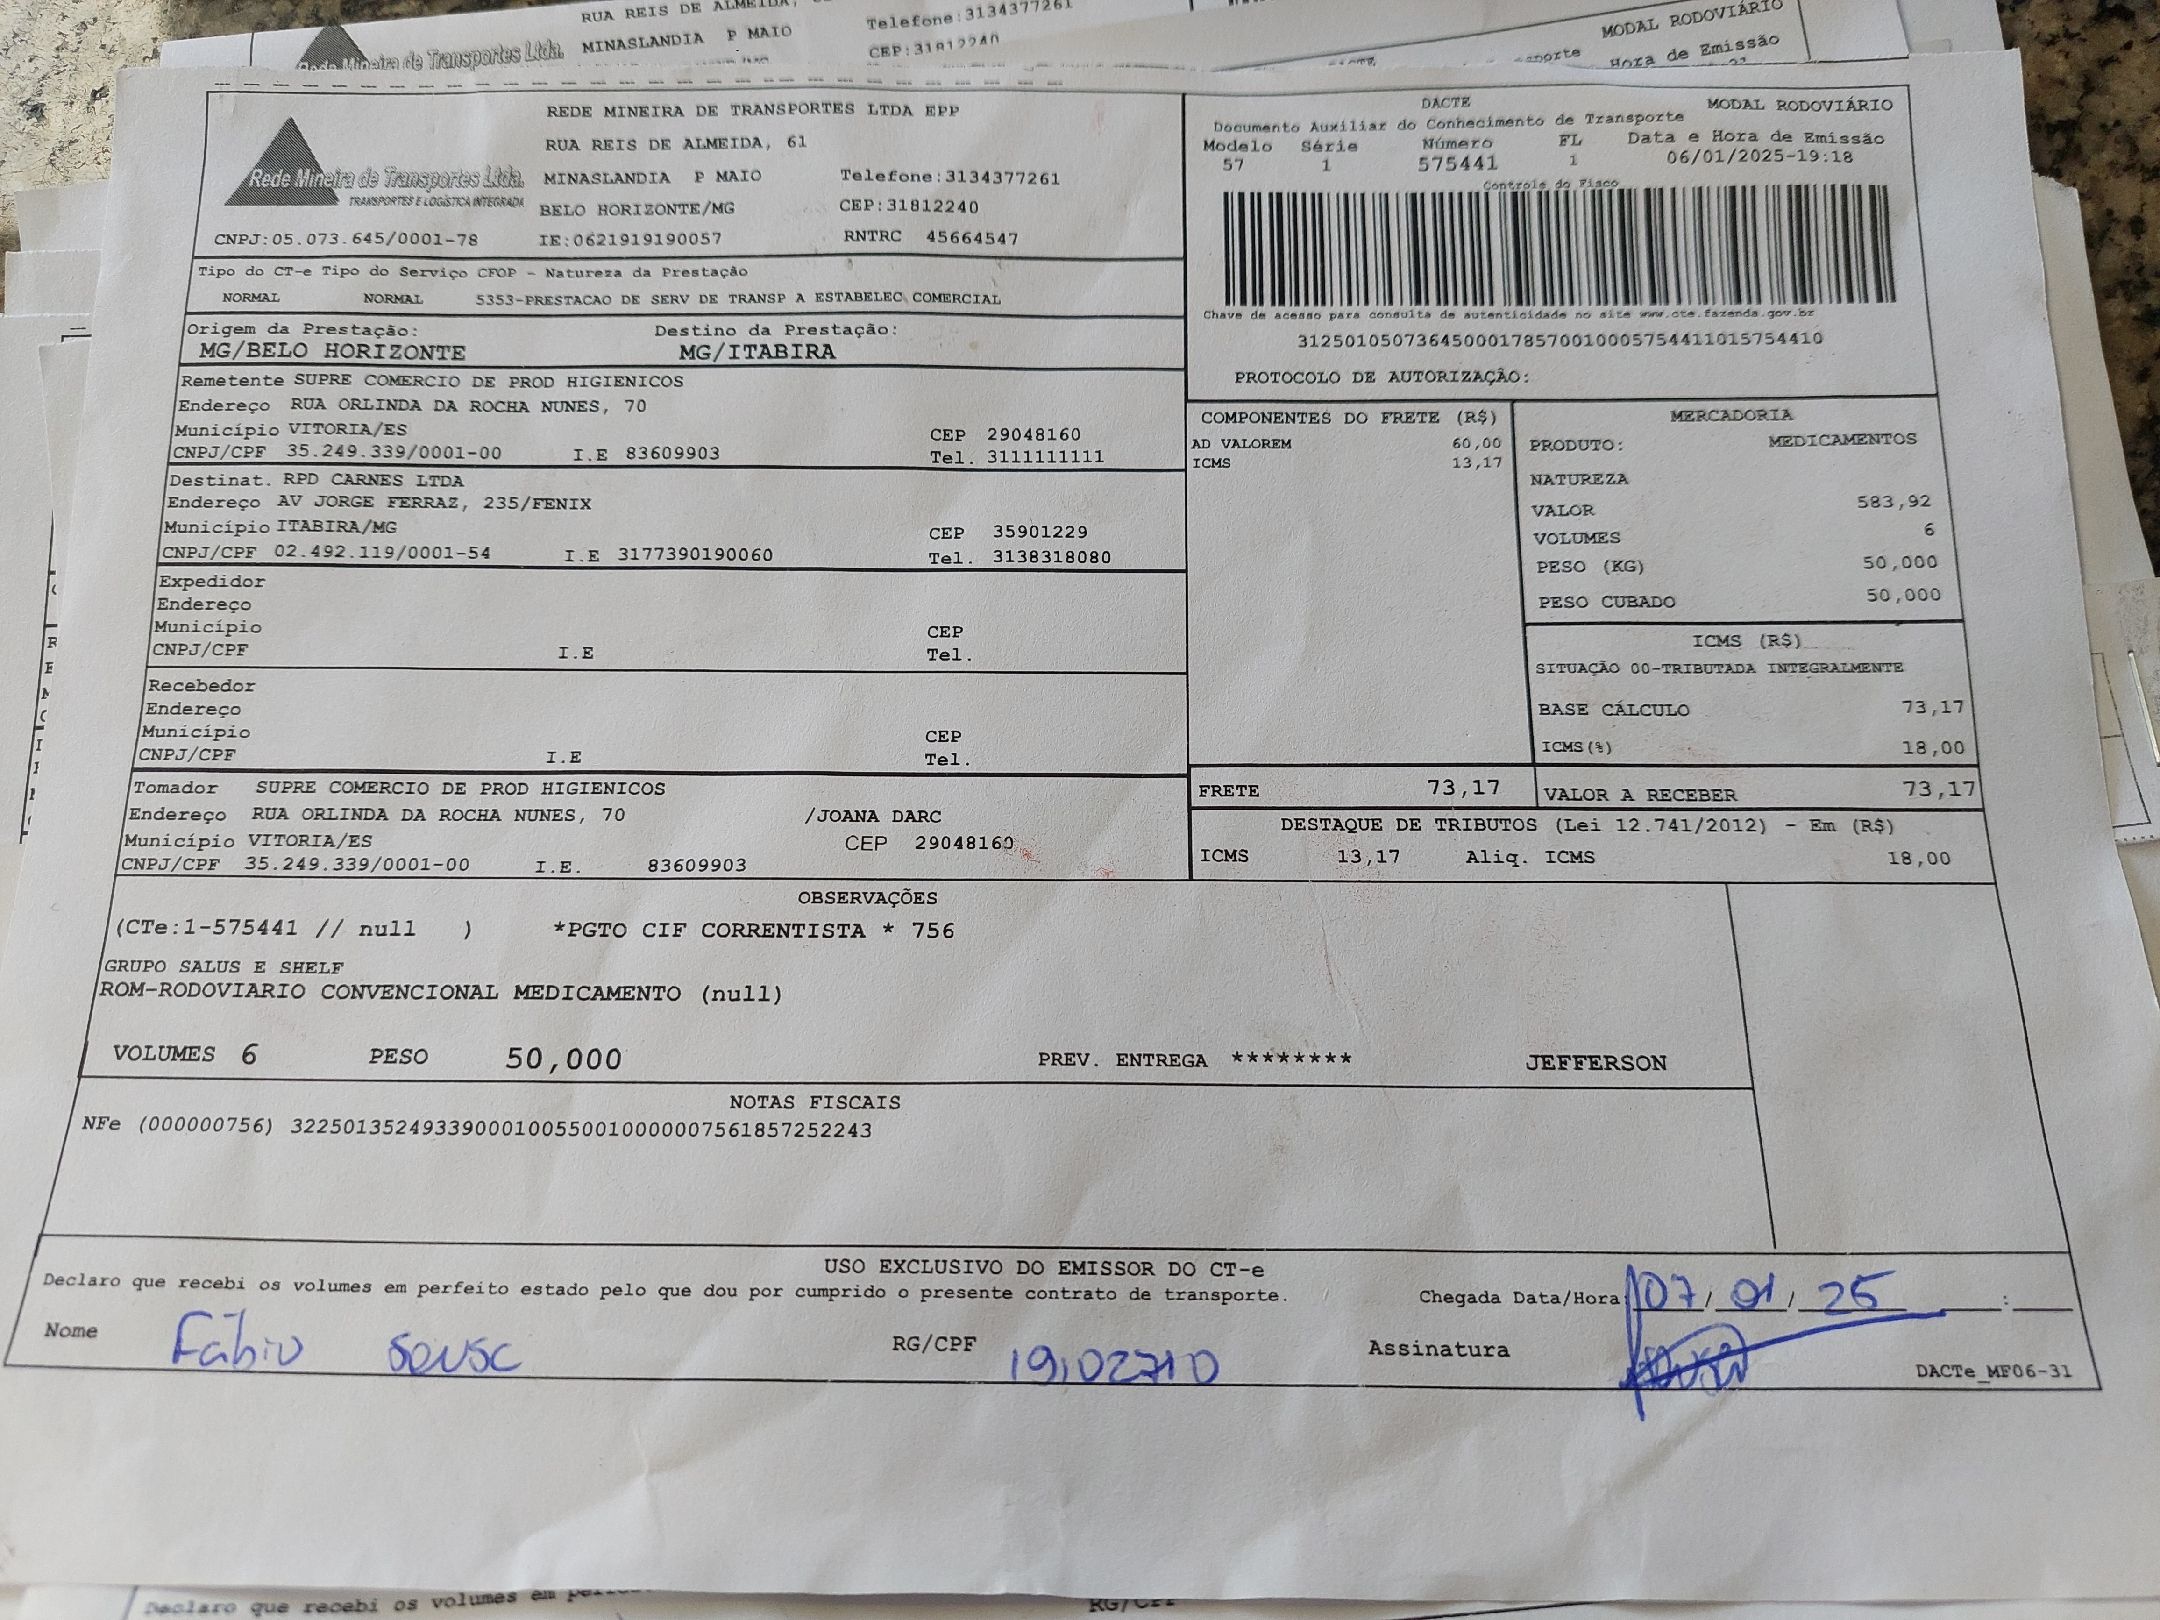 RUA REIS DE ALMEIDA,
Telefone:3134377261
MINASLANDIA P MAIO
CEP:31812240
Rede Mineira de Transportes Ltda.
MODAL RODOVIÁRIO
Hora de Emissão
REDE MINEIRA DE TRANSPORTES LTDA EPP
RUA REIS DE ALMEIDA, 61
Rede Mineira de Transportes Ltda.
TRANSPORTES E LOGÍSTICA INTEGRADA
MINASLANDIA P MAIO Telefone:3134377261
BELO HORIZONTE/MG CEP:31812240
CNPJ:05.073.645/0001-78 IE:0621919190057 RNTRC 45664547
DACTE MODAL RODOVIÁRIO
Documento Auxiliar do Conhecimento de Transporte
Modelo Série Número FL Data e Hora de Emissão
57 1 575441 1 06/01/2025-19:18
Controle do Fisco
Chave de acesso para consulta de autenticidade no site www.cte.fazenda.gov.br
31250105073645000178570010005754411015754410
PROTOCOLO DE AUTORIZAÇÃO:
Tipo do CT-e Tipo do Serviço CFOP - Natureza da Prestação
NORMAL NORMAL 5353-PRESTACAO DE SERV DE TRANSP A ESTABELEC COMERCIAL
Origem da Prestação: Destino da Prestação:
MG/BELO HORIZONTE MG/ITABIRA
Remetente SUPRE COMERCIO DE PROD HIGIENICOS
Endereço RUA ORLINDA DA ROCHA NUNES, 70
Município VITORIA/ES CEP 29048160
CNPJ/CPF 35.249.339/0001-00 I.E 83609903 Tel. 3111111111
Destinat. RPD CARNES LTDA
Endereço AV JORGE FERRAZ, 235/FENIX
Município ITABIRA/MG CEP 35901229
CNPJ/CPF 02.492.119/0001-54 I.E 3177390190060 Tel. 3138318080
Expedidor
Endereço
Município CEP
CNPJ/CPF I.E Tel.
Recebedor
Endereço
Município CEP
CNPJ/CPF I.E Tel.
Tomador SUPRE COMERCIO DE PROD HIGIENICOS
Endereço RUA ORLINDA DA ROCHA NUNES, 70 /JOANA DARC
Município VITORIA/ES CEP 29048160
CNPJ/CPF 35.249.339/0001-00 I.E. 83609903
COMPONENTES DO FRETE (R$)
AD VALOREM 60,00
ICMS 13,17
MERCADORIA
PRODUTO: MEDICAMENTOS
NATUREZA
VALOR 583,92
VOLUMES 6
PESO (KG) 50,000
PESO CUBADO 50,000
ICMS (R$)
SITUAÇÃO 00-TRIBUTADA INTEGRALMENTE
BASE CÁLCULO 73,17
ICMS(%) 18,00
FRETE 73,17 VALOR A RECEBER 73,17
DESTAQUE DE TRIBUTOS (Lei 12.741/2012) - Em (R$)
ICMS 13,17 Aliq. ICMS 18,00
OBSERVAÇÕES
(CTe:1-575441 // null ) *PGTO CIF CORRENTISTA * 756
GRUPO SALUS E SHELF
ROM-RODOVIARIO CONVENCIONAL MEDICAMENTO (null)
VOLUMES 6 PESO 50,000 PREV. ENTREGA ******** JEFFERSON
NOTAS FISCAIS
NFe (000000756) 32250135249339000100550010000007561857252243
USO EXCLUSIVO DO EMISSOR DO CT-e
Declaro que recebi os volumes em perfeito estado pelo que dou por cumprido o presente contrato de transporte. Chegada Data/Hora 07/01/25 :
Nome Fábio RG/CPF Assinatura
DACTe_MF06-31
Declaro que recebi os volumes em
RG/CPF